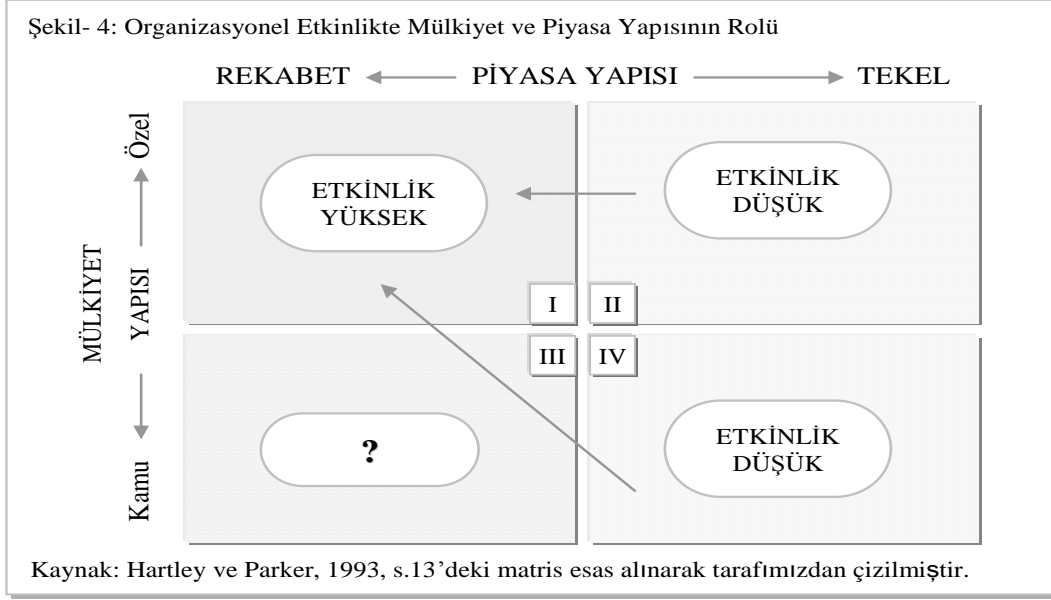 Şekil- 4: Organizasyonel Etkinlikte Mülkiyet ve Piyasa Yapısının Rolü
REKABET PİYASA YAPISI TEKEL
MÜLKİYET
YAPISI
Özel
Kamu
ETKİNLİK
YÜKSEK
ETKİNLİK
DÜŞÜK
I
II
III
IV
?
ETKİNLİK
DÜŞÜK
Kaynak: Hartley ve Parker, 1993, s.13’deki matris esas alınarak tarafımızdan çizilmiştir.